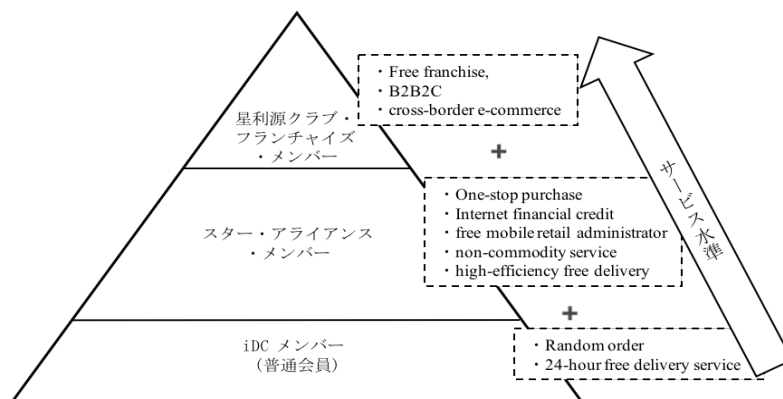 ・Free franchise,
・B2B2C
・cross-border e-commerce
星利源クラブ・
フランチャイズ
・メンバー
+
・One-stop purchase
・Internet financial credit
・free mobile retail administrator
・non-commodity service
・high-efficiency free delivery
スター・アライアンス
・メンバー
サービス水準
+
・Random order
・24-hour free delivery service
iDC メンバー
(普通会員)